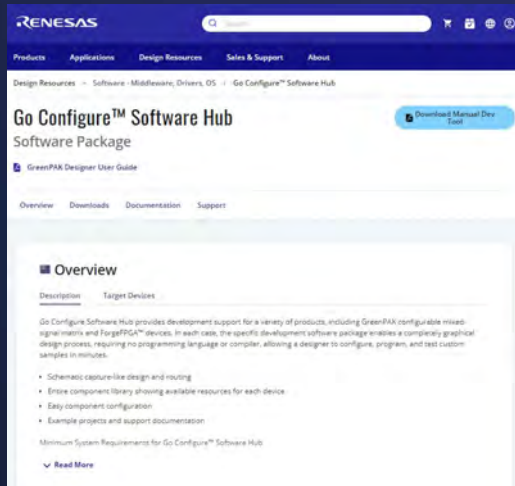 RENESAS
Search
Products Applications Design Resources Sales & Support About
Design Resources Software - Middleware, Drivers, OS Go Configure™ Software Hub
Go Configure™ Software Hub
Download Manual Dev
Tool
Software Package
GreenPAK Designer User Guide
Overview Downloads Documentation Support
Overview
Description Target Devices
Go Configure Software Hub provides development support for a variety of products, including GreenPAK configurable mixed-
signal matrix and ForgeFPGA™ devices. In each case, the specific development software package enables a completely graphical
design process, requiring no programming language or compiler, allowing a designer to configure, program, and test custom
samples in minutes.
• Schematic capture-like design and routing
• Entire component library showing available resources for each device
• Easy component configuration
• Example projects and support documentation
Minimum System Requirements for Go Configure™ Software Hub
Read More